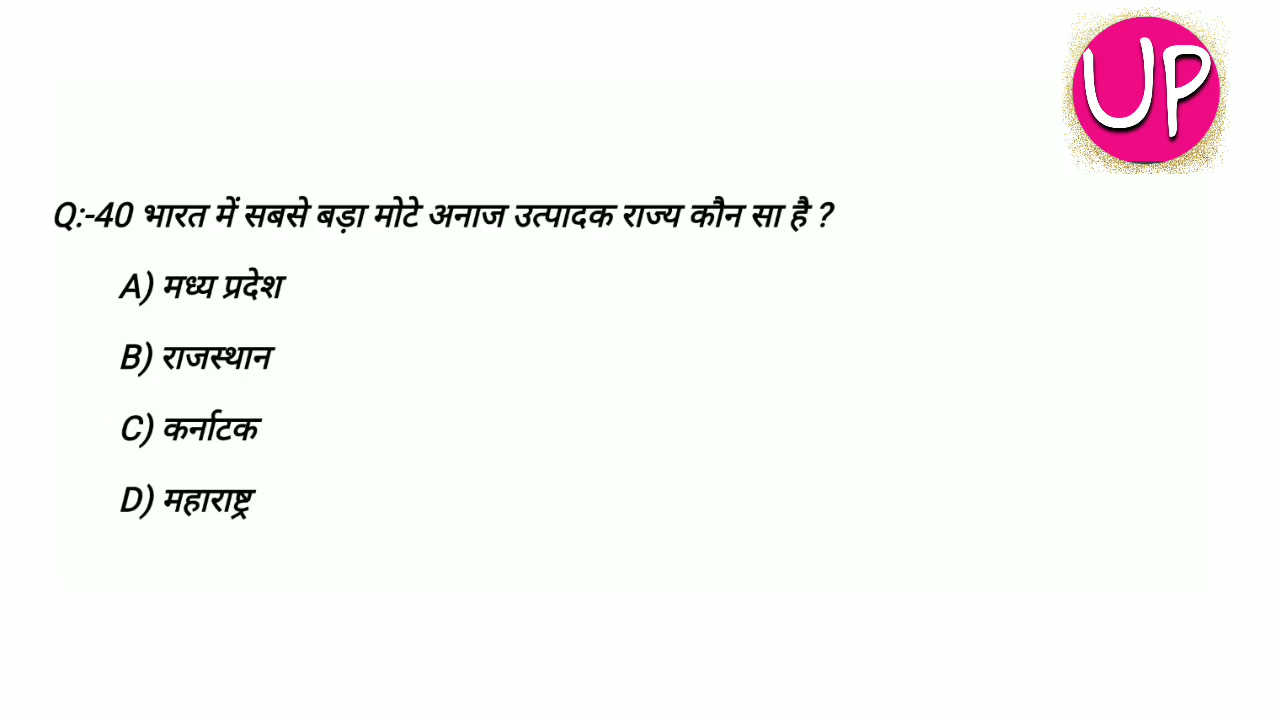 UP
Q:-40 भारत में सबसे बड़ा मोटे अनाज उत्पादक राज्य कौन सा है ?
A) मध्य प्रदेश
B) राजस्थान
C) कर्नाटक
D) महाराष्ट्र